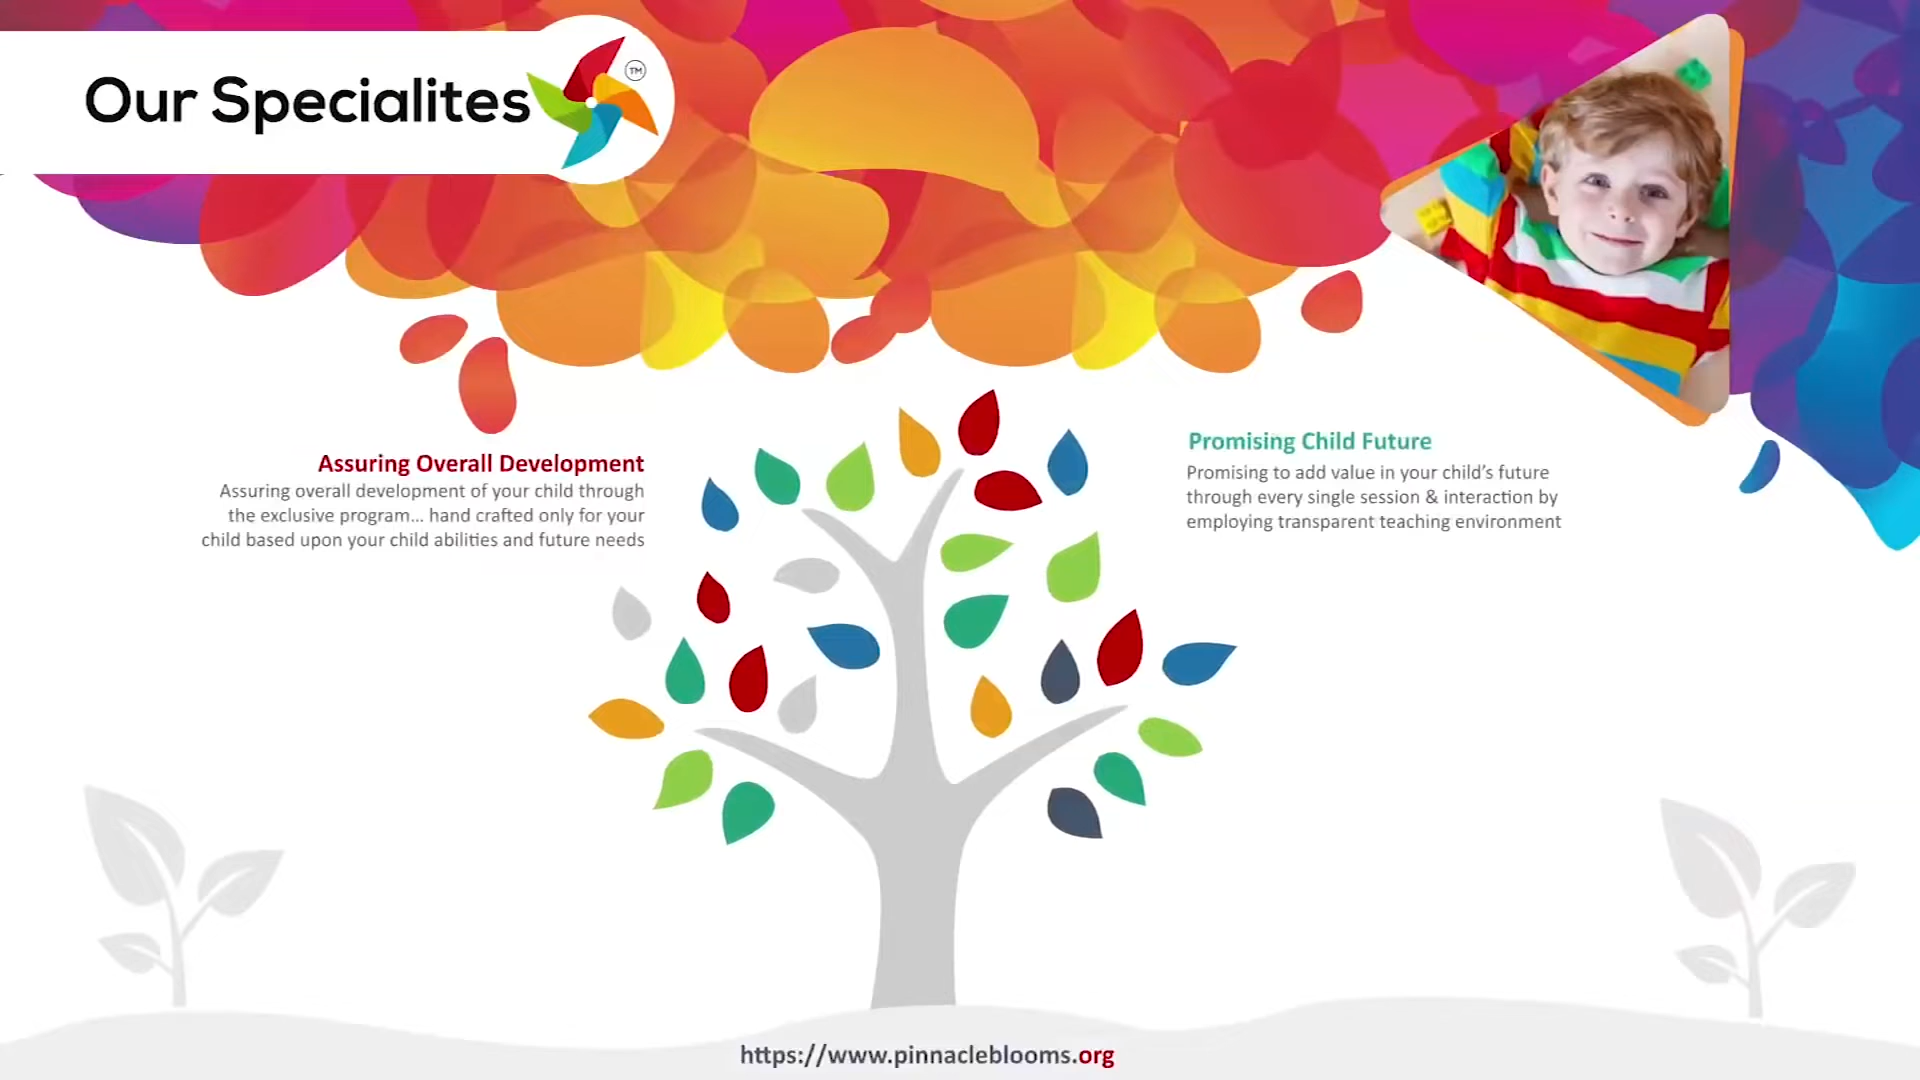 Our Specialites
TM
Assuring Overall Development
Assuring overall development of your child through
the exclusive program... hand crafted only for your
child based upon your child abilities and future needs
Promising Child Future
Promising to add value in your child's future
through every single session & interaction by
employing transparent teaching environment
https://www.pinnacleblooms.org